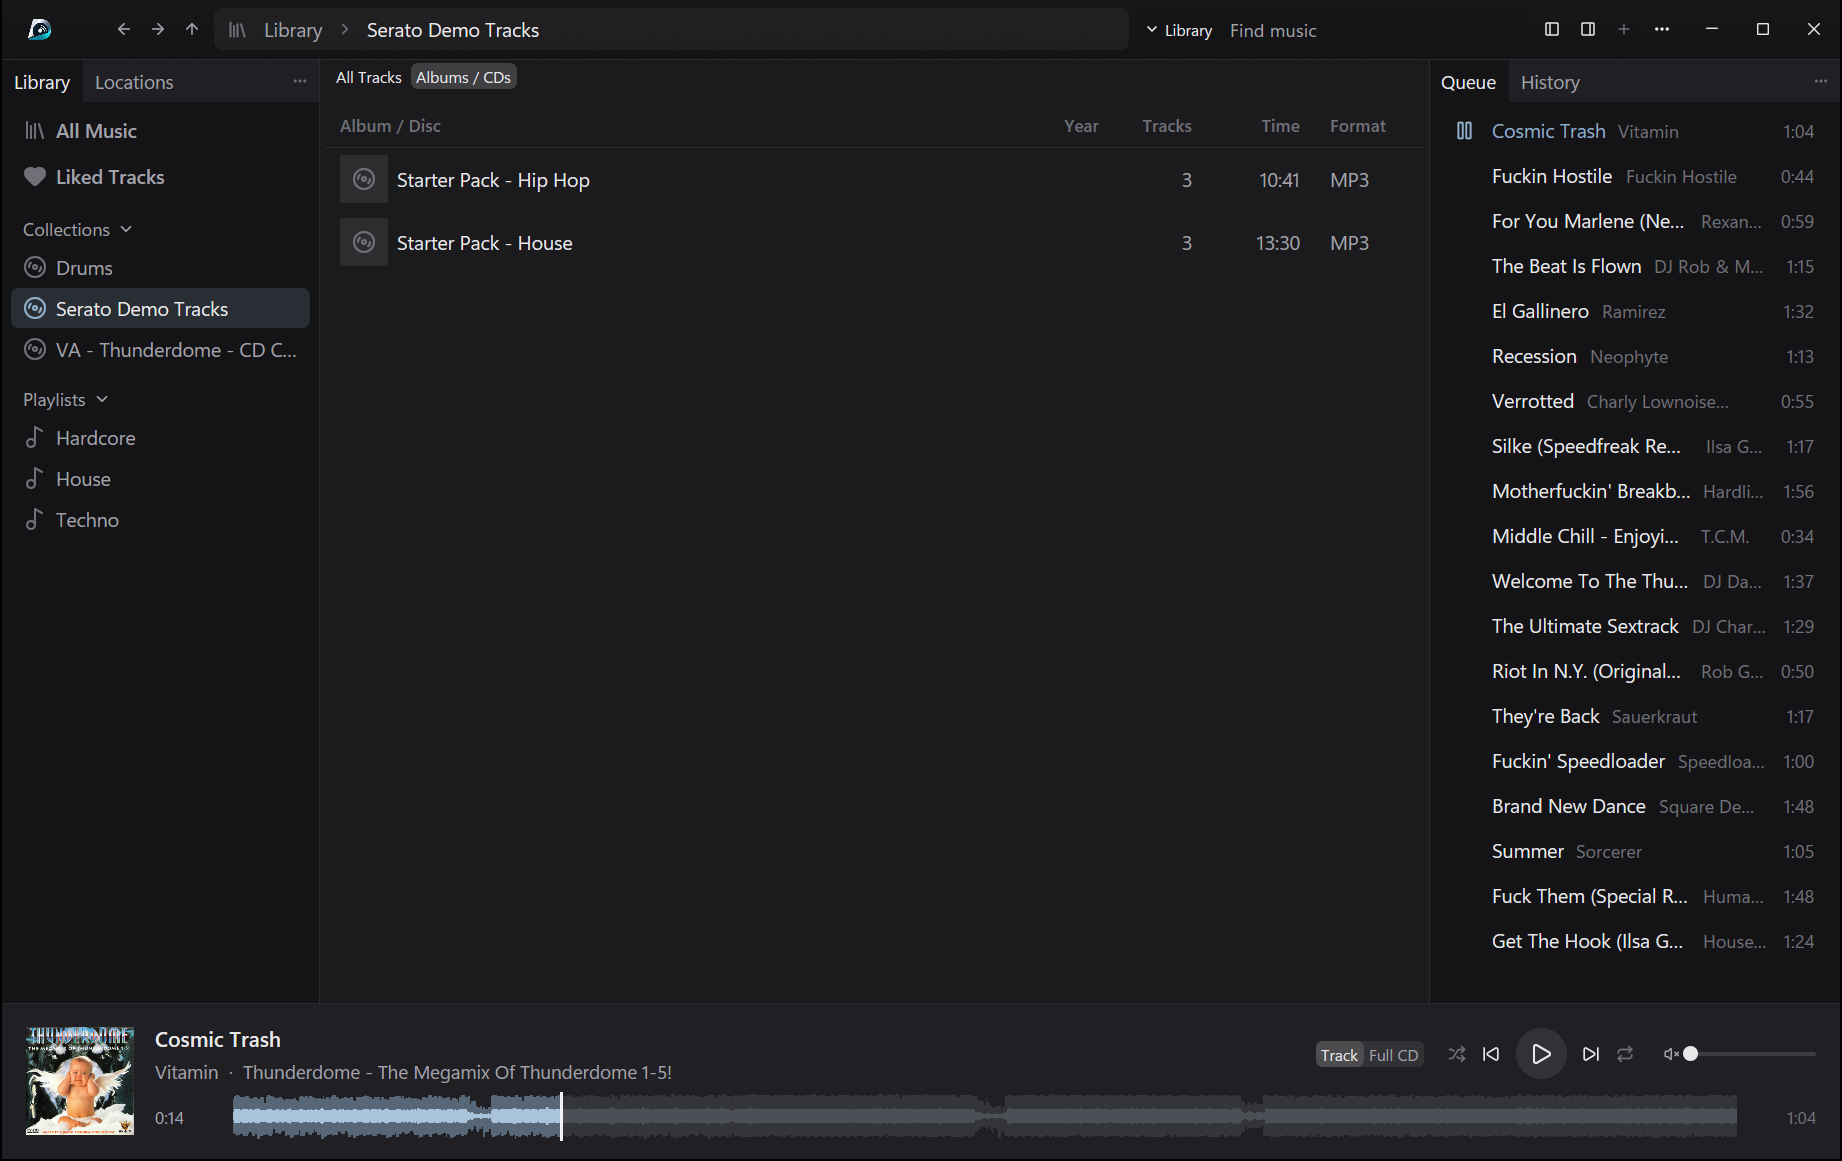 Library > Serato Demo Tracks
Library Find music
Library Locations
All Music
Liked Tracks
Collections
Drums
Serato Demo Tracks
VA - Thunderdome - CD C...
Playlists
Hardcore
House
Techno
All Tracks Albums / CDs
Album / Disc Year Tracks Time Format
Starter Pack - Hip Hop 3 10:41 MP3
Starter Pack - House 3 13:30 MP3
Queue History
Cosmic Trash Vitamin 1:04
Fuckin Hostile Fuckin Hostile 0:44
For You Marlene (Ne... Rexan... 0:59
The Beat Is Flown DJ Rob & M... 1:15
El Gallinero Ramirez 1:32
Recession Neophyte 1:13
Verrotted Charly Lownoise... 0:55
Silke (Speedfreak Re... Ilsa G... 1:17
Motherfuckin' Breakb... Hardli... 1:56
Middle Chill - Enjoyi... T.C.M. 0:34
Welcome To The Thu... DJ Da... 1:37
The Ultimate Sextrack DJ Char... 1:29
Riot In N.Y. (Original... Rob G... 0:50
They're Back Sauerkraut 1:17
Fuckin' Speedloader Speedloa... 1:00
Brand New Dance Square De... 1:48
Summer Sorcerer 1:05
Fuck Them (Special R... Huma... 1:48
Get The Hook (Ilsa G... House... 1:24
THUNDERDOME
THE MEGAMIX OF THUNDERDOME 1-5!
Cosmic Trash
Vitamin · Thunderdome - The Megamix Of Thunderdome 1-5!
Track Full CD
0:14 1:04